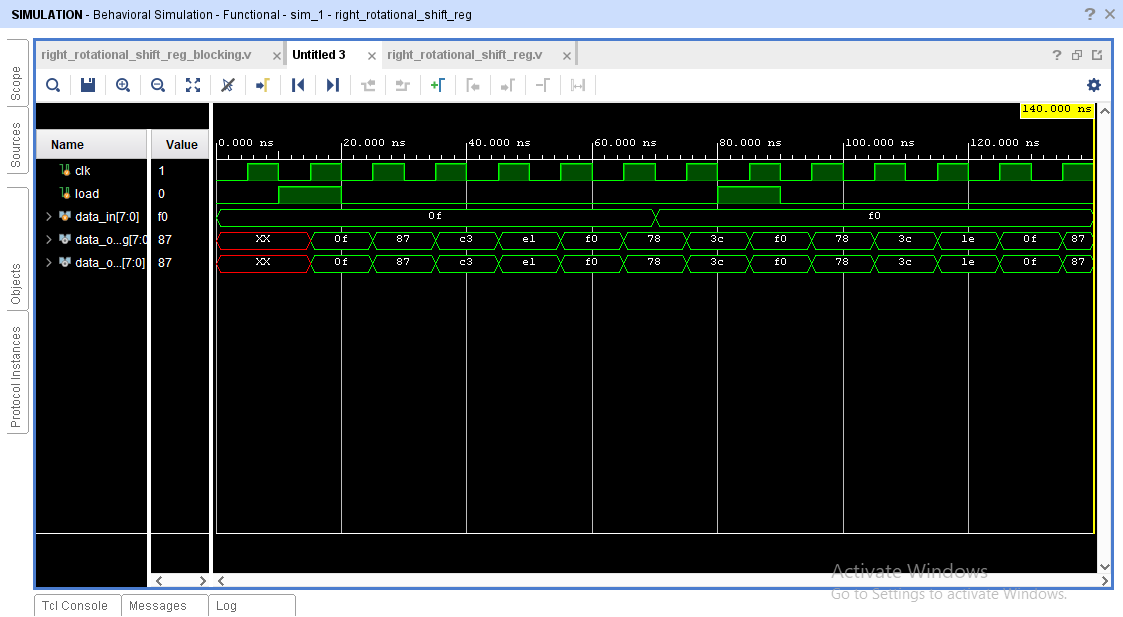 SIMULATION - Behavioral Simulation - Functional - sim_1 - right_rotational_shift_reg
right_rotational_shift_reg_blocking.v Untitled 3 right_rotational_shift_reg.v
Scope
Sources
Objects
Protocol Instances
140.000 ns
Name Value
0.000 ns 20.000 ns 40.000 ns 60.000 ns 80.000 ns 100.000 ns 120.000 ns
clk 1
load 0
data_in[7:0] f0 0f f0
data_o...g[7:0 87 XX 0f 87 c3 e1 f0 78 3c f0 78 3c 1e 0f 87
data_o...[7:0] 87 XX 0f 87 c3 e1 f0 78 3c f0 78 3c 1e 0f 87
Activate Windows
Go to Settings to activate Windows.
Tcl Console Messages Log